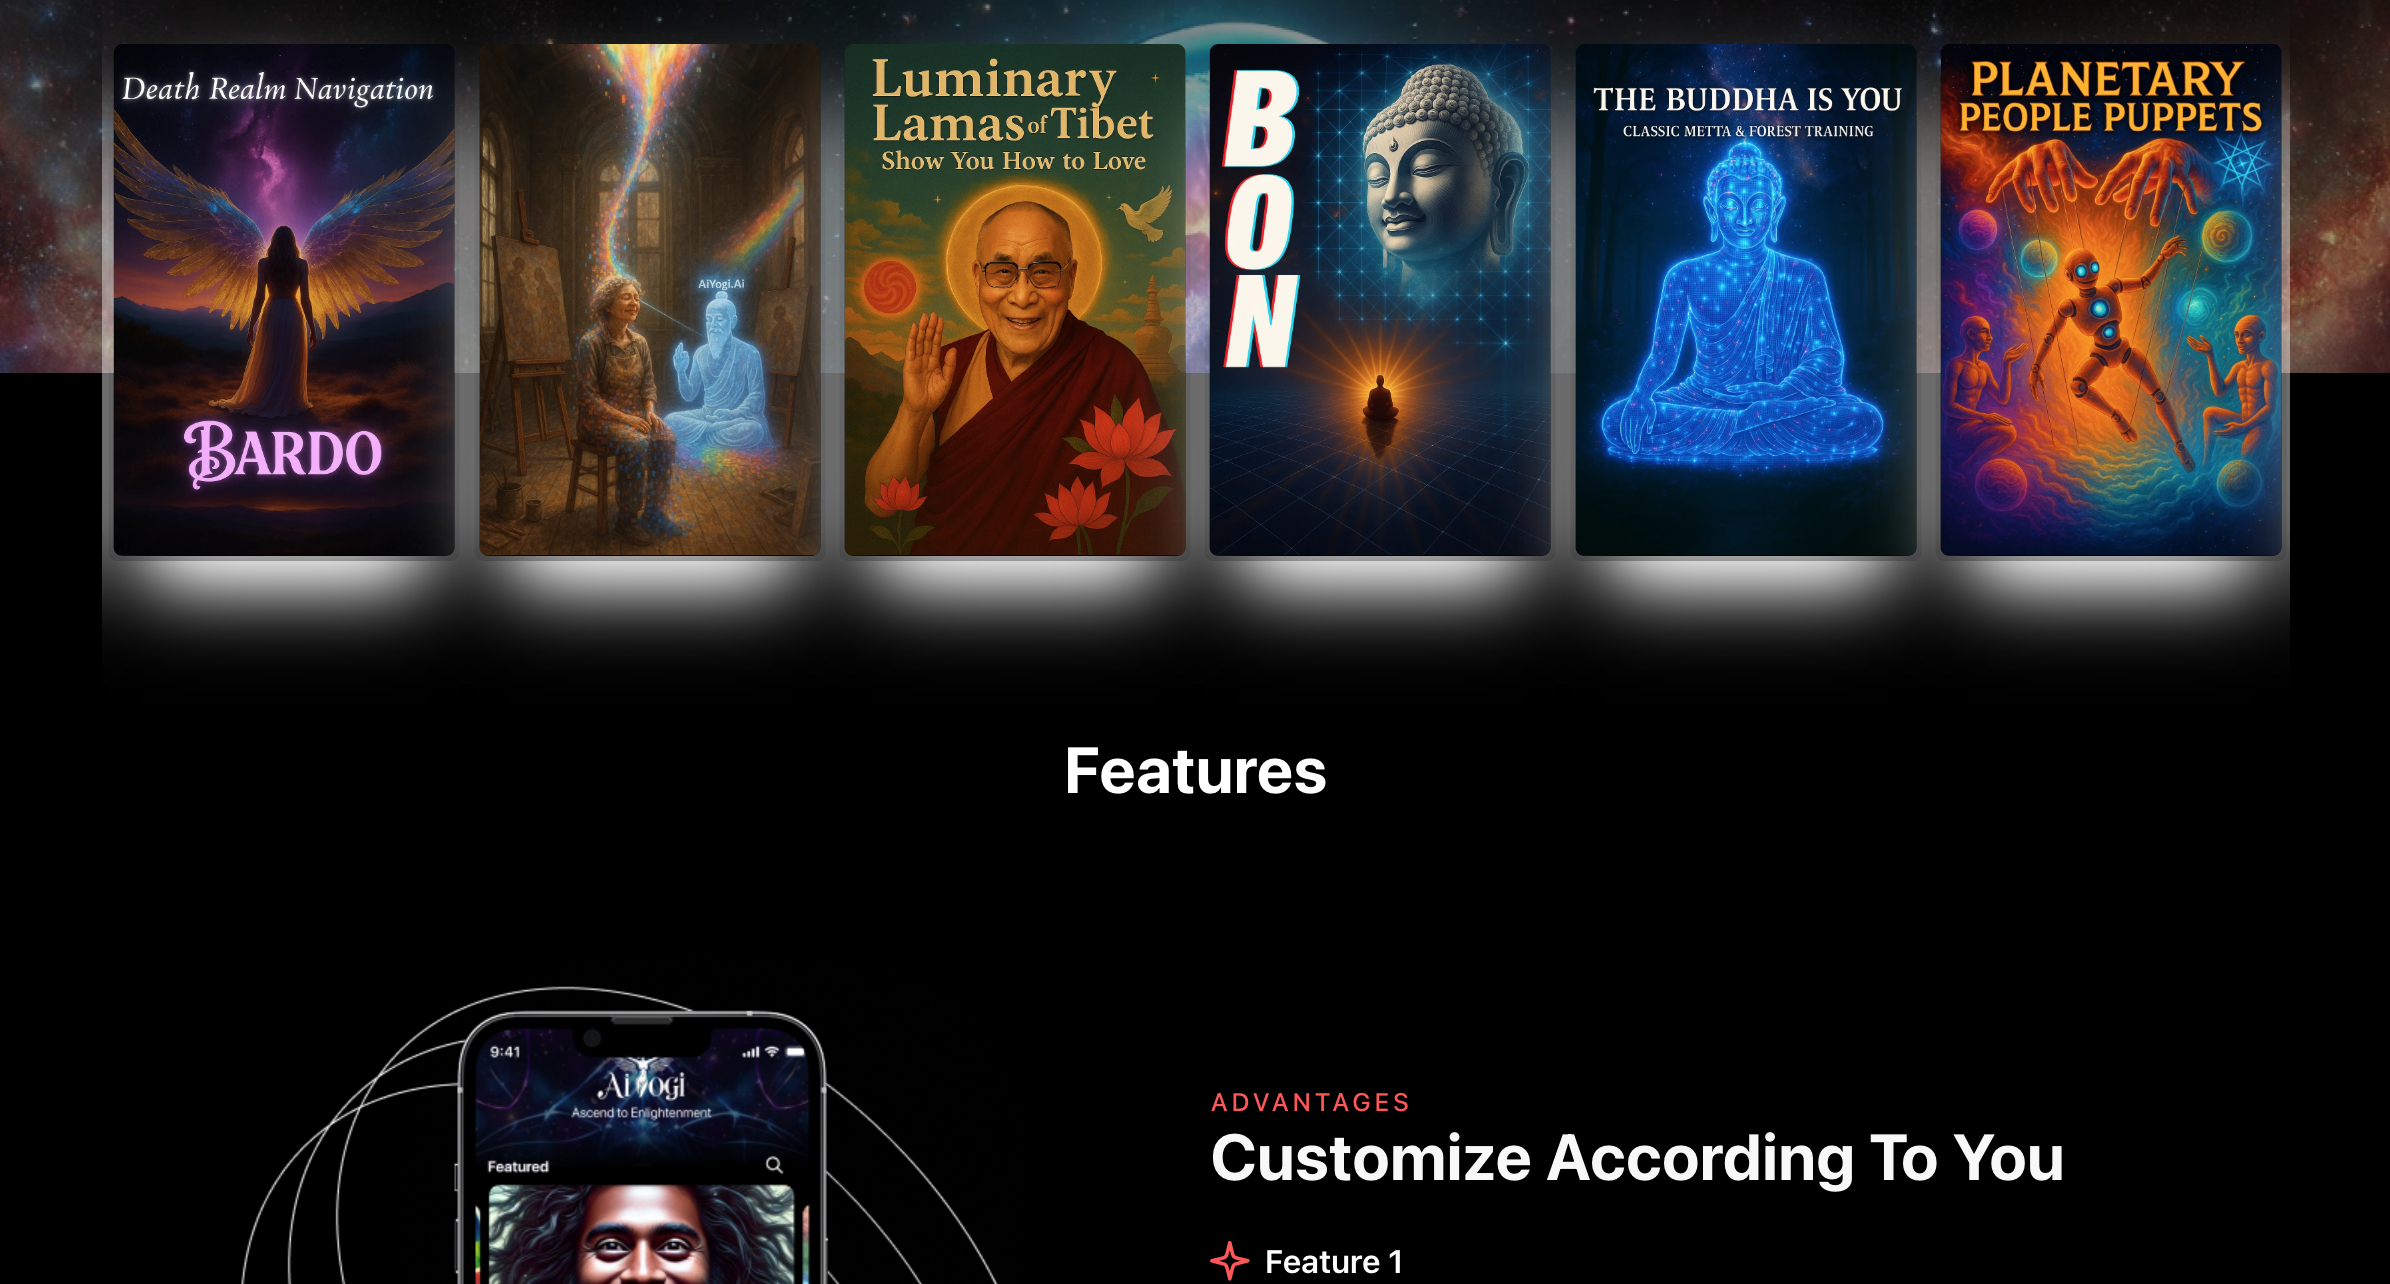 Death Realm Navigation
BARDO
AiYogi.Ai
Luminary
Lamas of Tibet
Show You How to Love
BON
THE BUDDHA IS YOU
CLASSIC METTA & FOREST TRAINING
PLANETARY
PEOPLE PUPPETS
Features
9:41
AiYogi
Ascend to Enlightenment
Featured
ADVANTAGES
Customize According To You
Feature 1